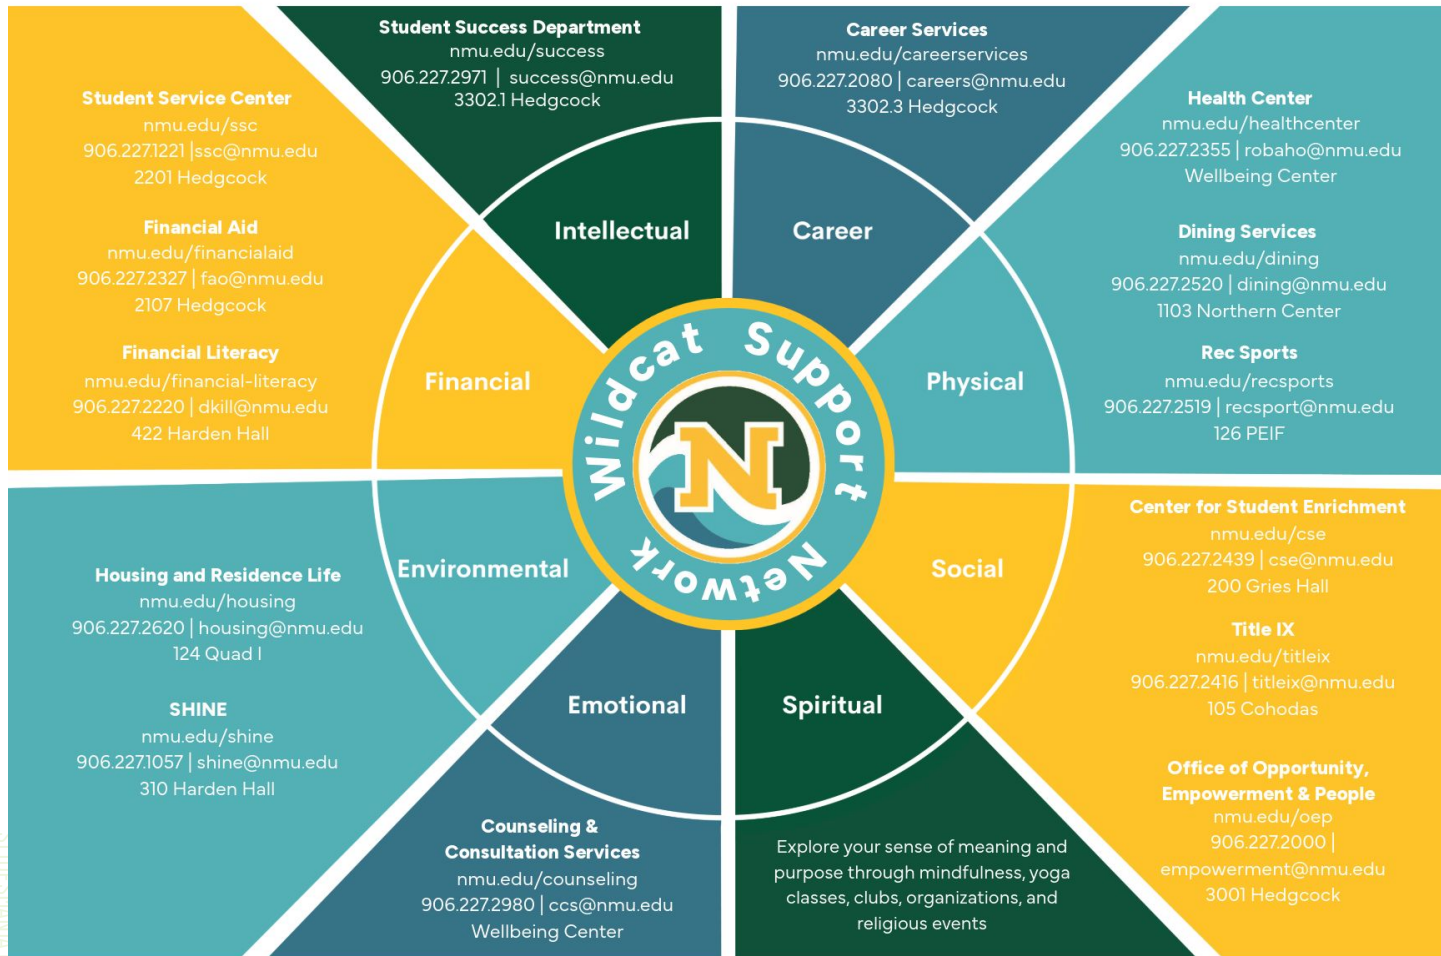 Student Success Department
nmu.edu/success
906.227.2971 | success@nmu.edu
3302.1 Hedgcock
Career Services
nmu.edu/careerservices
906.227.2080 | careers@nmu.edu
3302.3 Hedgcock
Student Service Center
nmu.edu/ssc
906.227.1221 |ssc@nmu.edu
2201 Hedgcock
Financial Aid
nmu.edu/financialaid
906.227.2327 | fao@nmu.edu
2107 Hedgcock
Financial Literacy
nmu.edu/financial-literacy
906.227.2220 | dkill@nmu.edu
422 Harden Hall
Health Center
nmu.edu/healthcenter
906.227.2355 | robaho@nmu.edu
Wellbeing Center
Dining Services
nmu.edu/dining
906.227.2520 | dining@nmu.edu
1103 Northern Center
Rec Sports
nmu.edu/recsports
906.227.2519 | recsport@nmu.edu
126 PEIF
Intellectual
Career
Financial
Physical
Wildcat Support Network
N
Environmental
Social
Emotional
Spiritual
Housing and Residence Life
nmu.edu/housing
906.227.2620 | housing@nmu.edu
124 Quad I
SHINE
nmu.edu/shine
906.227.1057 | shine@nmu.edu
310 Harden Hall
Center for Student Enrichment
nmu.edu/cse
906.227.2439 | cse@nmu.edu
200 Gries Hall
Title IX
nmu.edu/titleix
906.227.2416 | titleix@nmu.edu
105 Cohodas
Office of Opportunity,
Empowerment & People
nmu.edu/oep
906.227.2000 |
empowerment@nmu.edu
3001 Hedgcock
Counseling &
Consultation Services
nmu.edu/counseling
906.227.2980 | ccs@nmu.edu
Wellbeing Center
Explore your sense of meaning and
purpose through mindfulness, yoga
classes, clubs, organizations, and
religious events